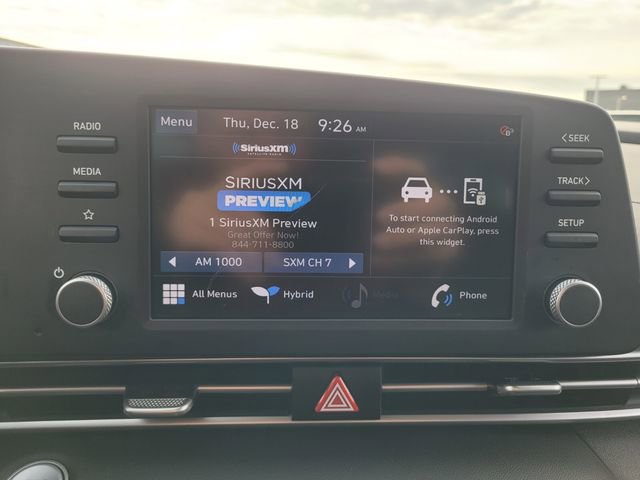 RADIO
MEDIA
Menu
Thu, Dec. 18
9:26 AM
SiriusXM
SATELLITE RADIO
SIRIUSXM
PREVIEW
1 SiriusXM Preview
Great Offer Now!
844-711-8800
AM 1000
SXM CH 7
To start connecting Android
Auto or Apple CarPlay, press
this widget.
All Menus
Hybrid
Media
Phone
< SEEK
TRACK >
SETUP